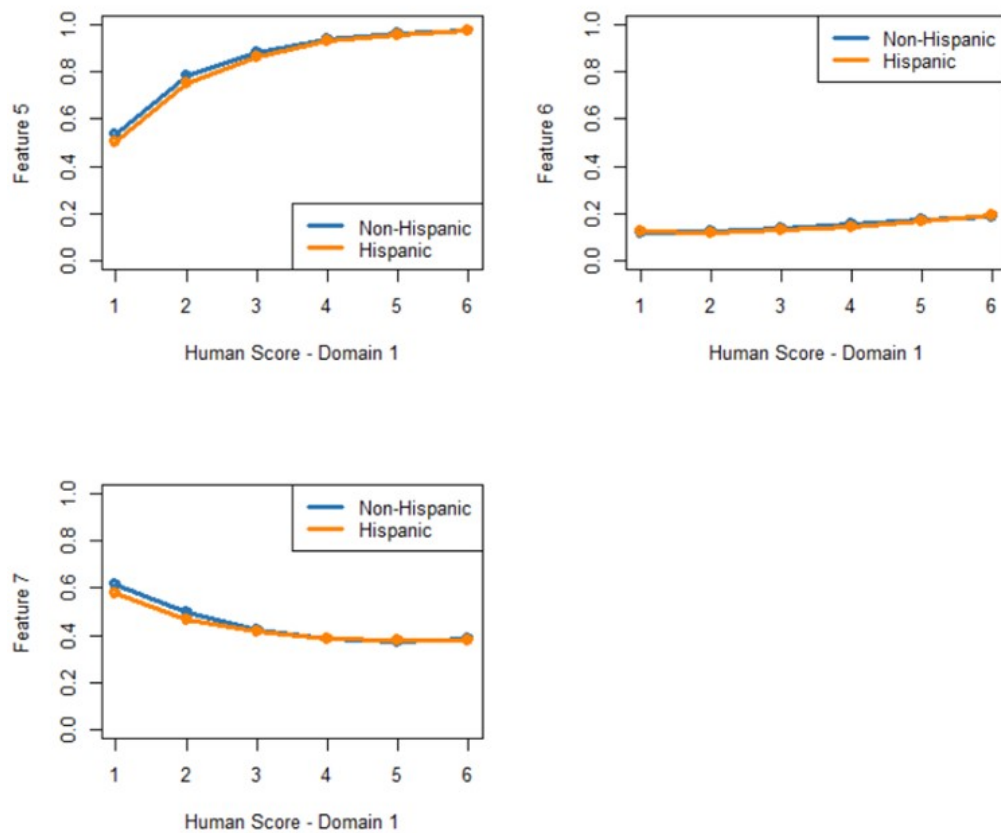 Feature 5
1.0
0.8
0.6
0.4
0.2
0.0
Non-Hispanic
Hispanic
1 2 3 4 5 6
Human Score - Domain 1
Feature 6
1.0
0.8
0.6
0.4
0.2
0.0
Non-Hispanic
Hispanic
1 2 3 4 5 6
Human Score - Domain 1
Feature 7
1.0
0.8
0.6
0.4
0.2
0.0
Non-Hispanic
Hispanic
1 2 3 4 5 6
Human Score - Domain 1